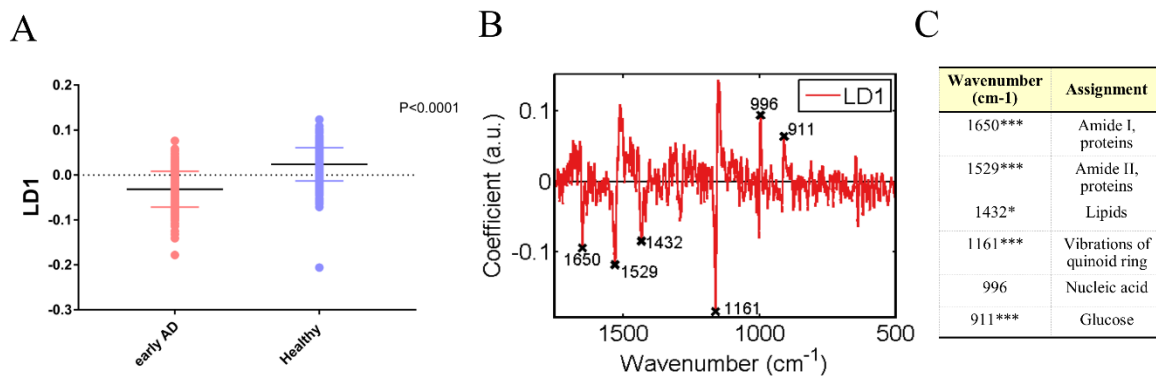 A
LD1
0.2
0.1
0.0
-0.1
-0.2
-0.3
P<0.0001
early AD
Healthy
B
Coefficient (a.u.)
0.1
0
-0.1
LD1
996
911
1650
1529
1432
1161
1500
1000
500
Wavenumber (cm-1)
C
Wavenumber
(cm-1)
Assignment
1650***
Amide I,
proteins
1529***
Amide II,
proteins
1432*
Lipids
1161***
Vibrations of
quinoid ring
996
Nucleic acid
911***
Glucose